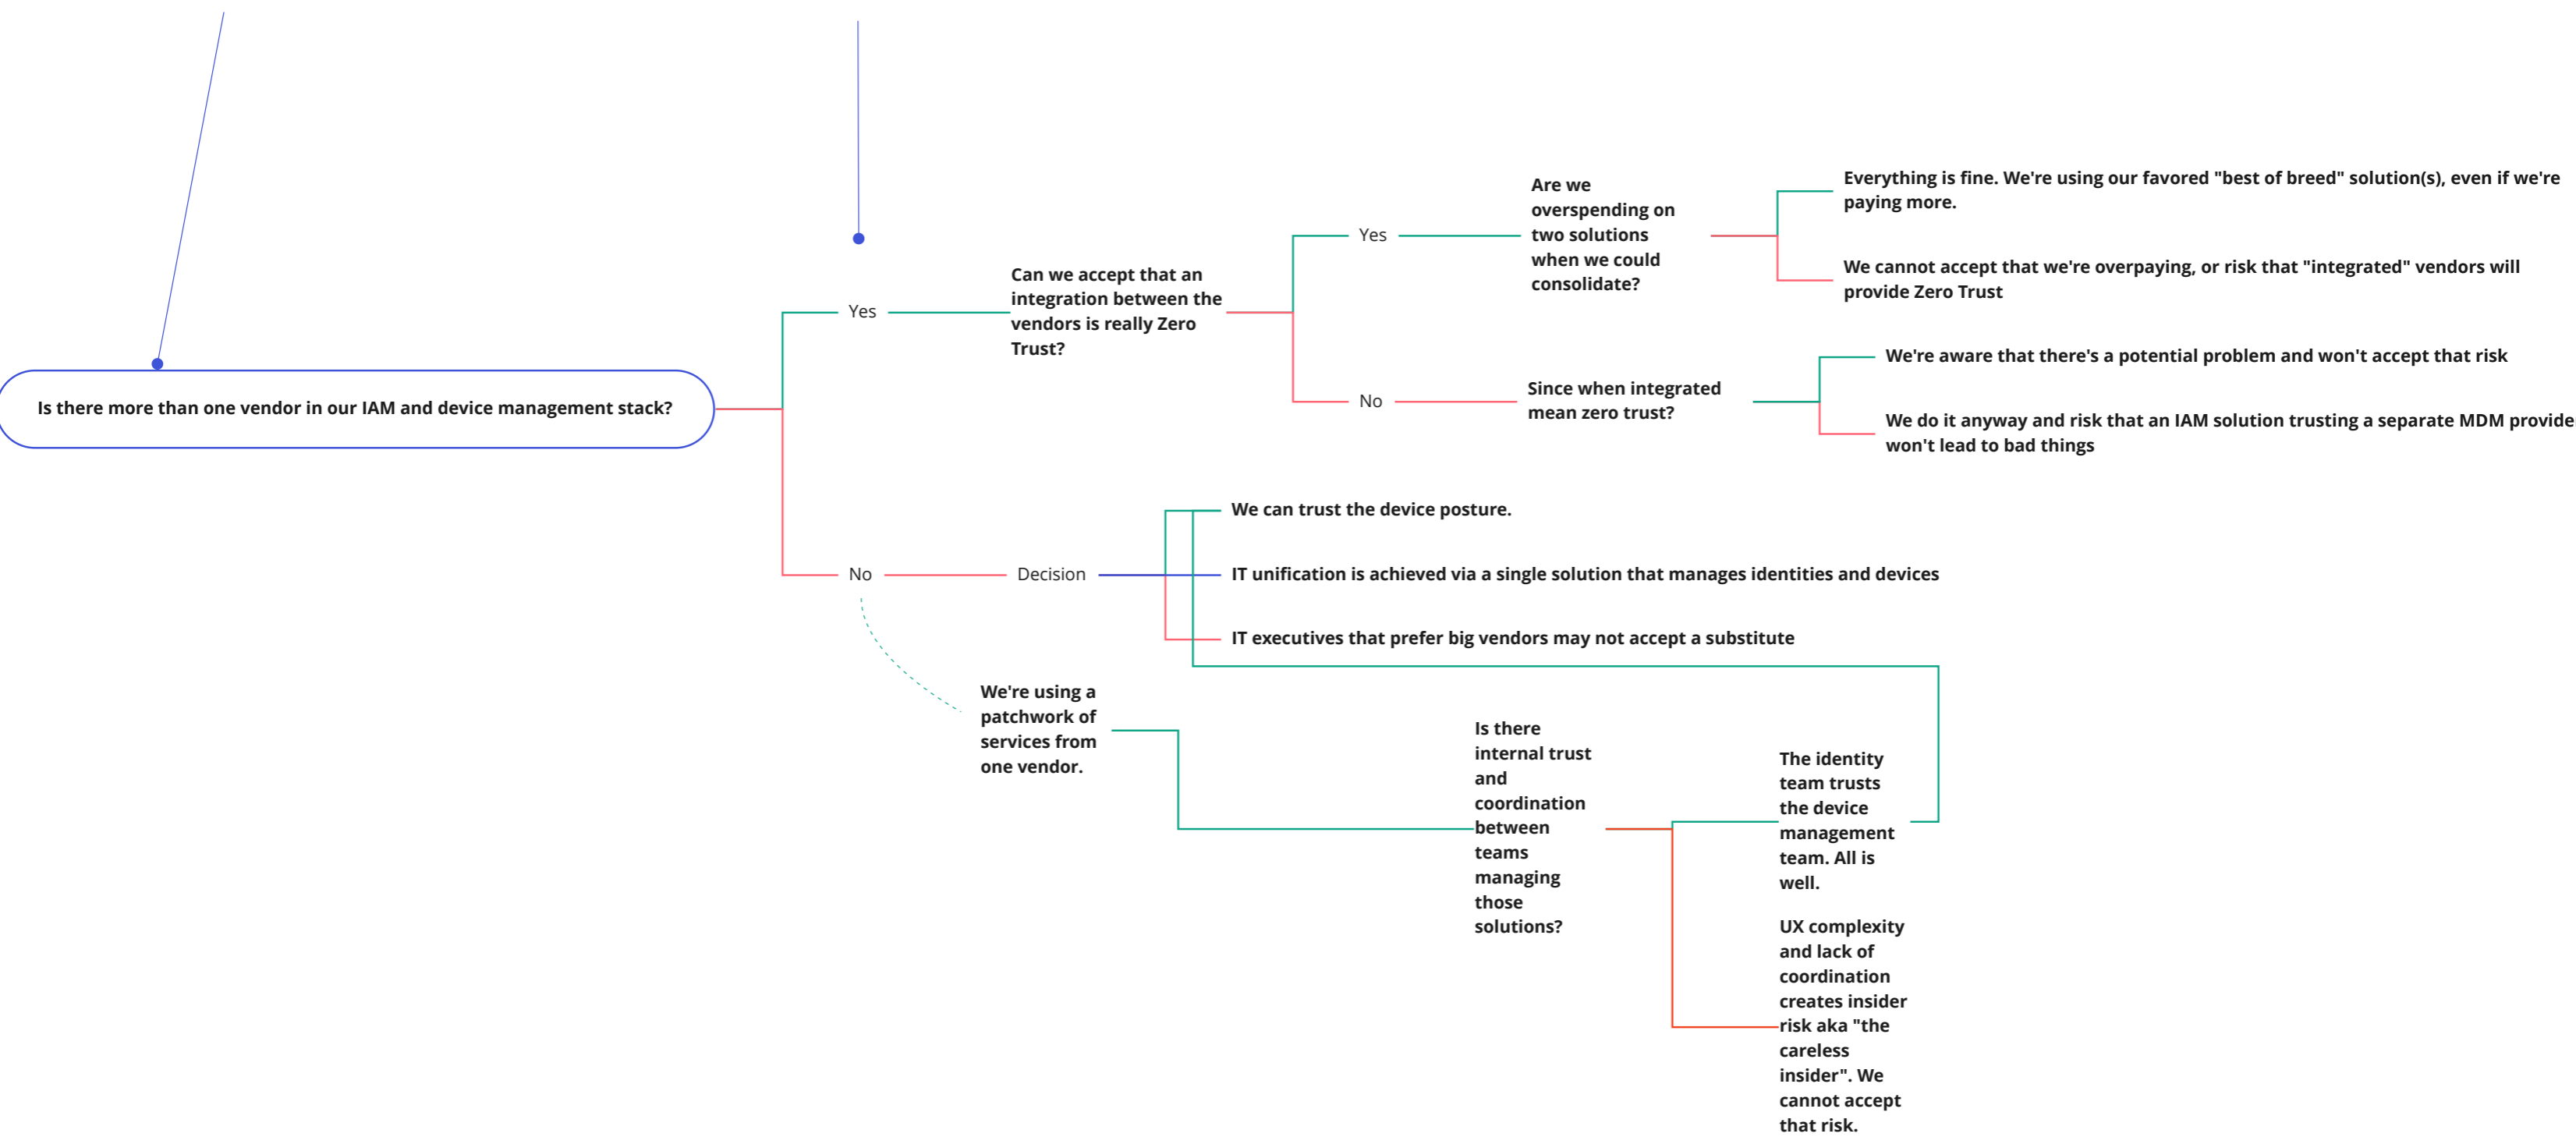 Is there more than one vendor in our IAM and device management stack?
Yes
Can we accept that an
integration between the
vendors is really Zero
Trust?
Yes
Are we
overspending on
two solutions
when we could
consolidate?
Everything is fine. We're using our favored "best of breed" solution(s), even if we're
paying more.
We cannot accept that we're overpaying, or risk that "integrated" vendors will
provide Zero Trust
No
Since when integrated
mean zero trust?
We're aware that there's a potential problem and won't accept that risk
We do it anyway and risk that an IAM solution trusting a separate MDM provide
won't lead to bad things
No
Decision
We can trust the device posture.
IT unification is achieved via a single solution that manages identities and devices
IT executives that prefer big vendors may not accept a substitute
We're using a
patchwork of
services from
one vendor.
Is there
internal trust
and
coordination
between
teams
managing
those
solutions?
The identity
team trusts
the device
management
team. All is
well.
UX complexity
and lack of
coordination
creates insider
risk aka "the
careless
insider". We
cannot accept
that risk.